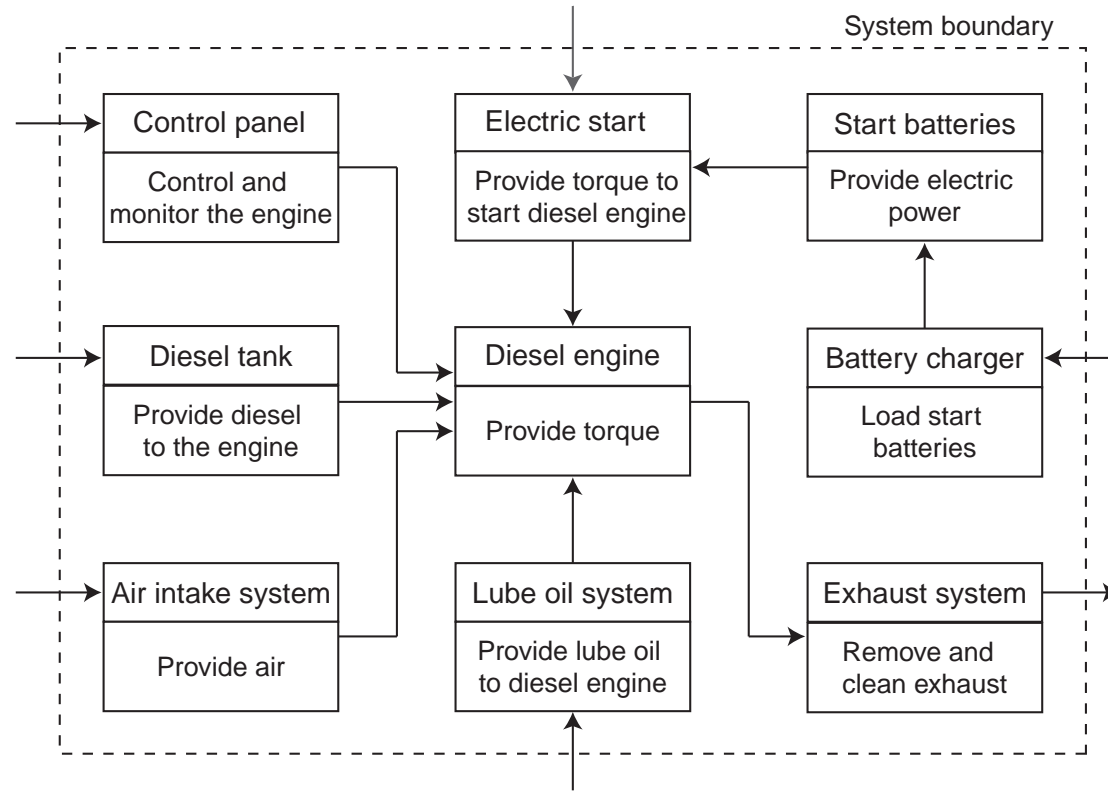 System boundary
Control panel
Control and
monitor the engine
Electric start
Provide torque to
start diesel engine
Start batteries
Provide electric
power
Diesel tank
Provide diesel
to the engine
Diesel engine
Provide torque
Battery charger
Load start
batteries
Air intake system
Provide air
Lube oil system
Provide lube oil
to diesel engine
Exhaust system
Remove and
clean exhaust